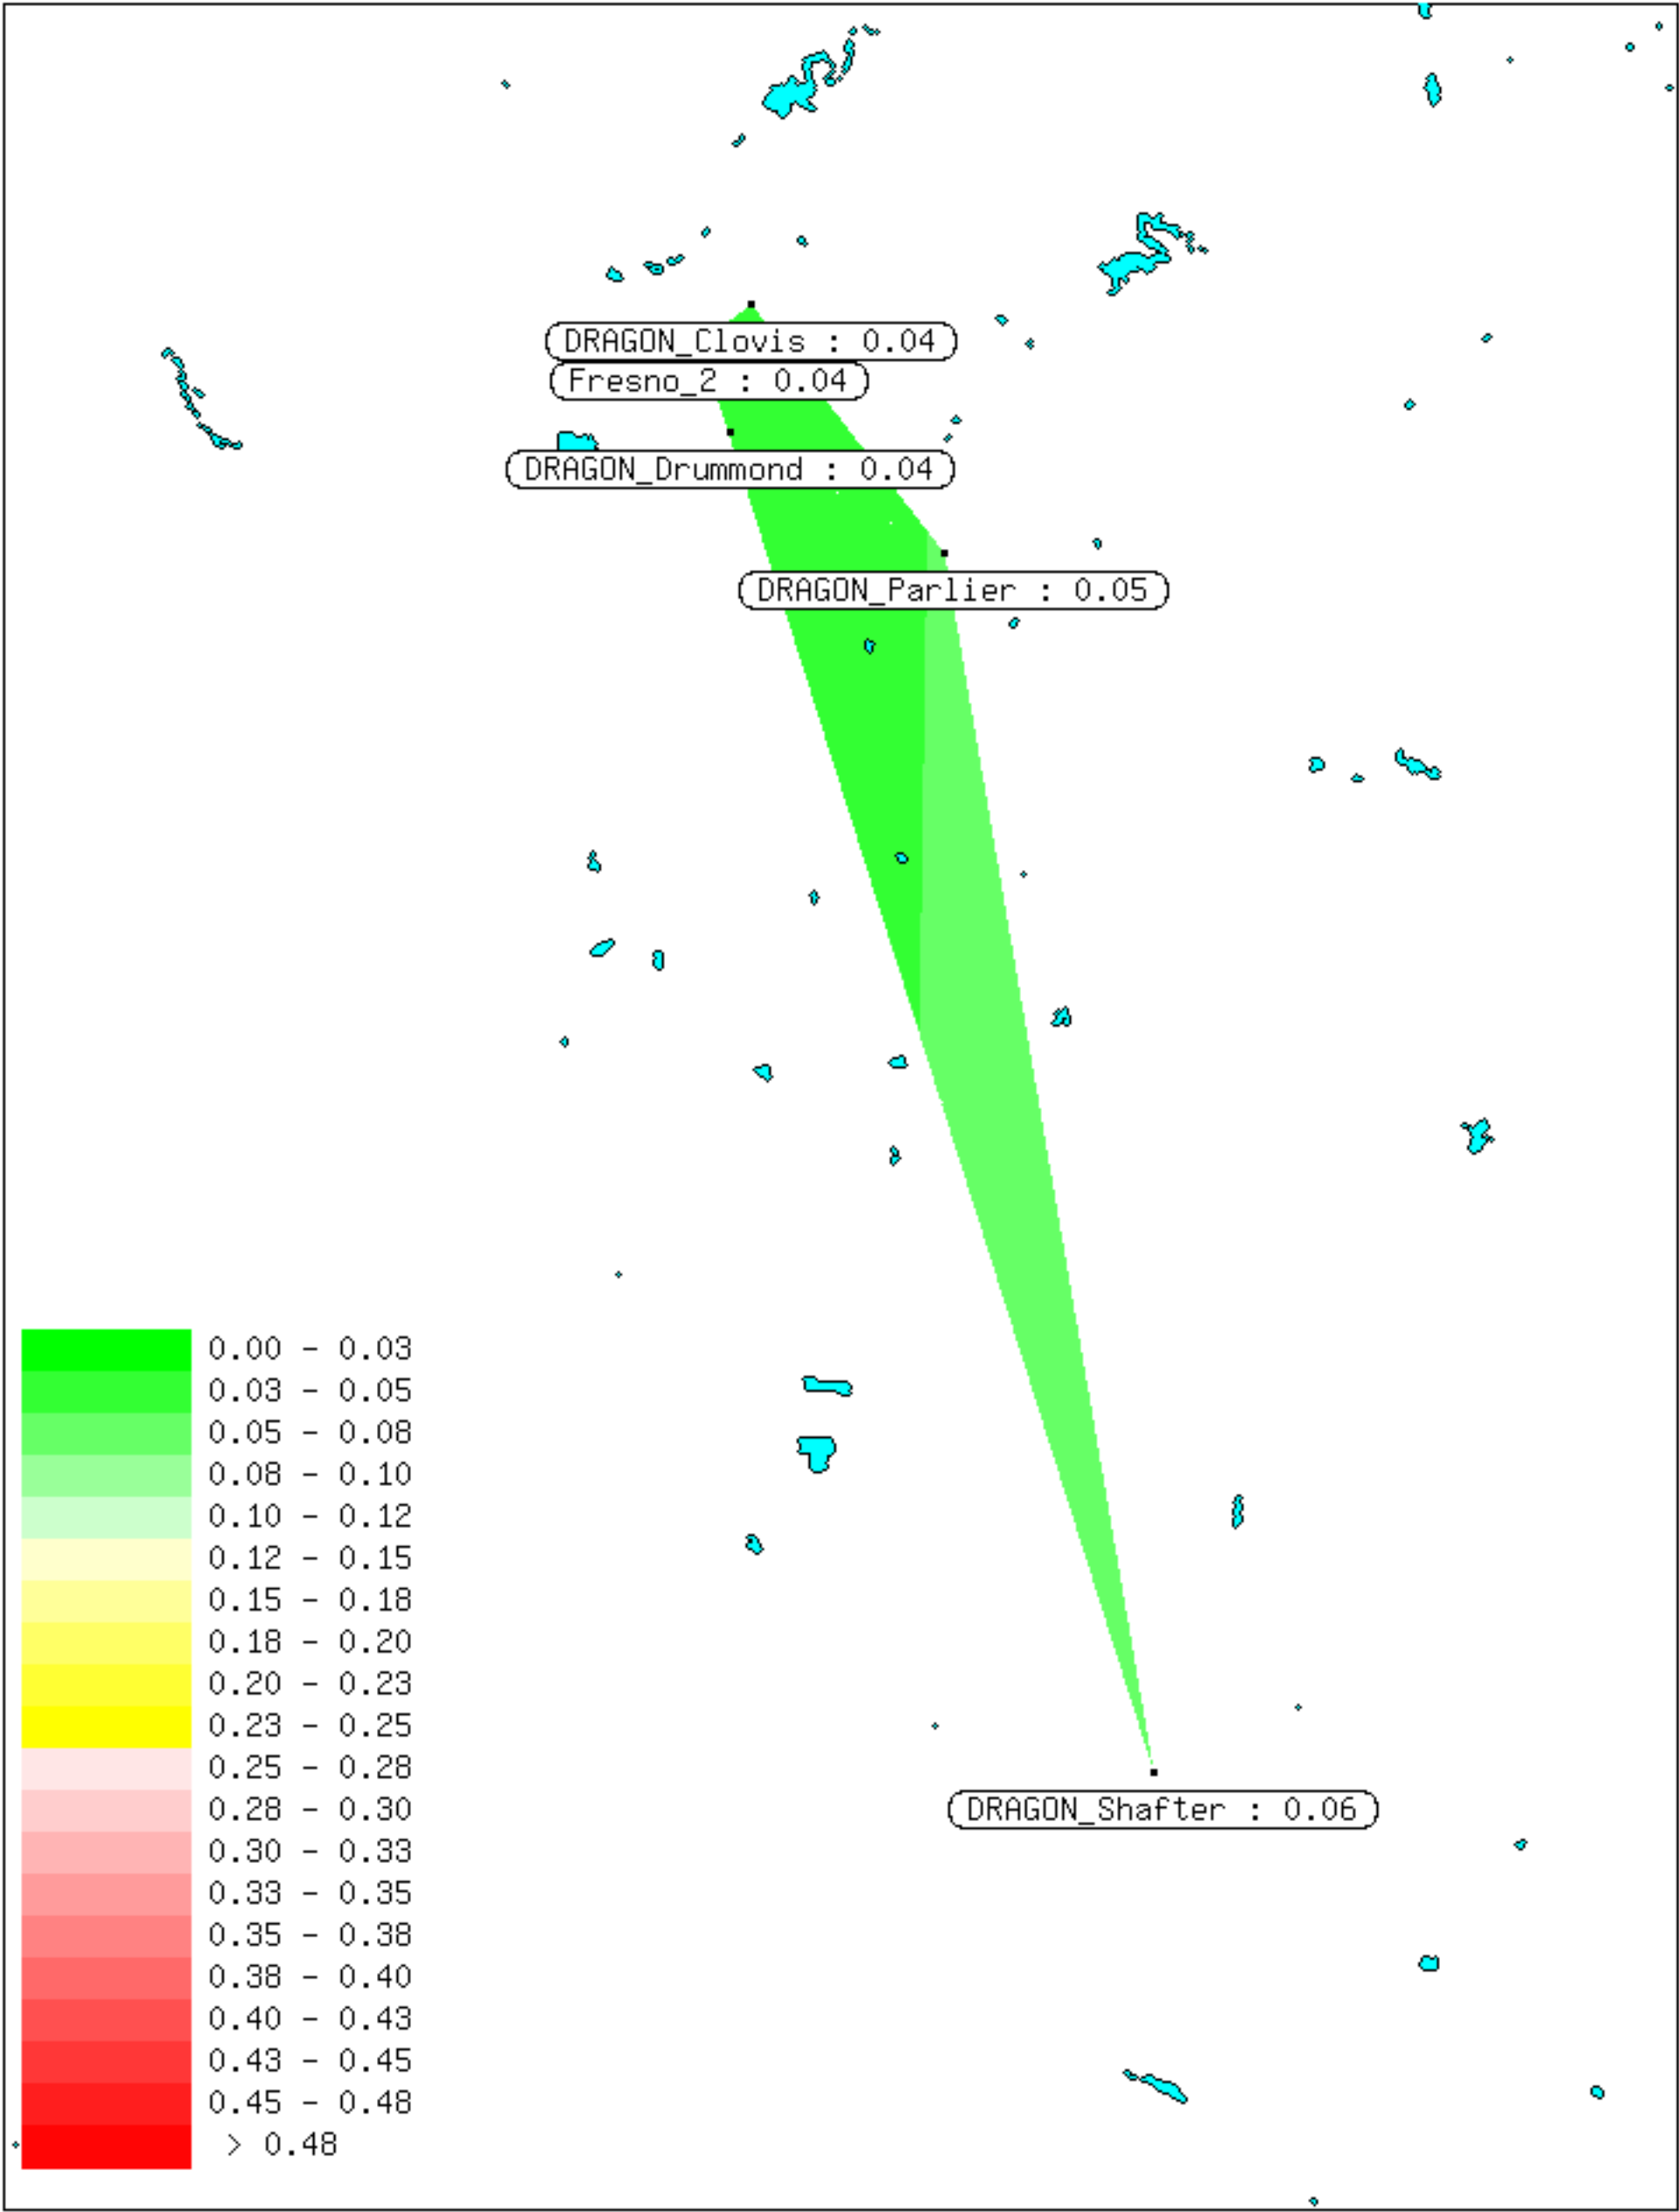 DRAGON_Clovis : 0.04
Fresno_2 : 0.04
DRAGON_Drummond : 0.04
DRAGON_Parlier : 0.05
0.00 - 0.03
0.03 - 0.05
0.05 - 0.08
0.08 - 0.10
0.10 - 0.12
0.12 - 0.15
0.15 - 0.18
0.18 - 0.20
0.20 - 0.23
0.23 - 0.25
0.25 - 0.28
0.28 - 0.30
0.30 - 0.33
0.33 - 0.35
0.35 - 0.38
0.38 - 0.40
0.40 - 0.43
0.43 - 0.45
0.45 - 0.48
> 0.48
DRAGON_Shafter : 0.06